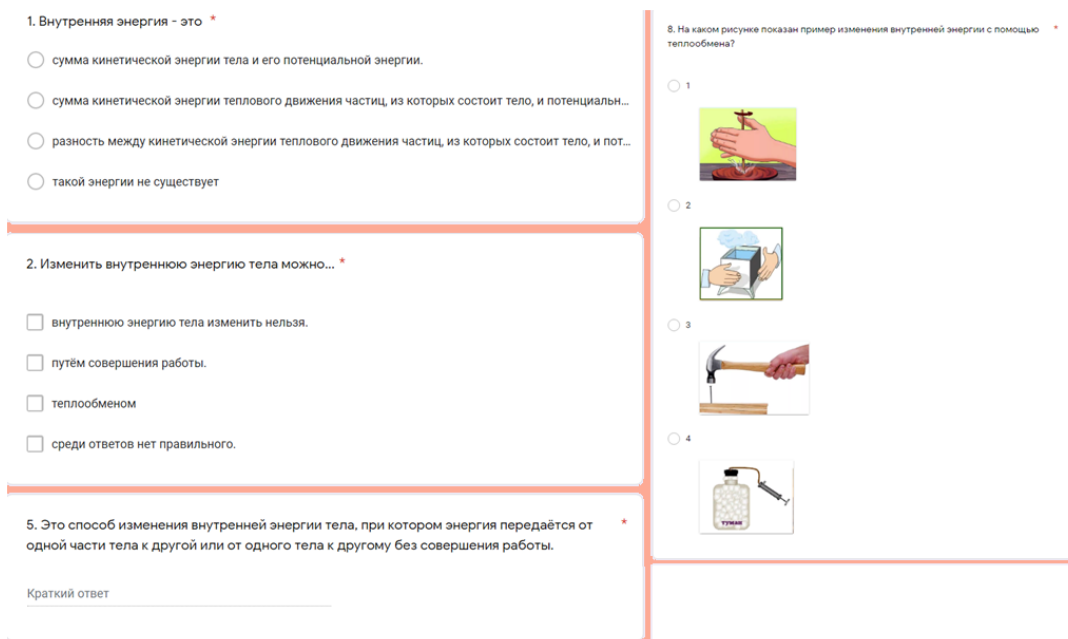 1. Внутренняя энергия - это *
сумма кинетической энергии тела и его потенциальной энергии.
сумма кинетической энергии теплового движения частиц, из которых состоит тело, и потенциальн...
разность между кинетической энергии теплового движения частиц, из которых состоит тело, и пот...
такой энергии не существует
2. Изменить внутреннюю энергию тела можно... *
внутреннюю энергию тела изменить нельзя.
путём совершения работы.
теплообменом
среди ответов нет правильного.
5. Это способ изменения внутренней энергии тела, при котором энергия передаётся от *
одной части тела к другой или от одного тела к другому без совершения работы.
Краткий ответ
8. На каком рисунке показан пример изменения внутренней энергии с помощью *
теплообмена?
1
2
3
4
ТУМАН